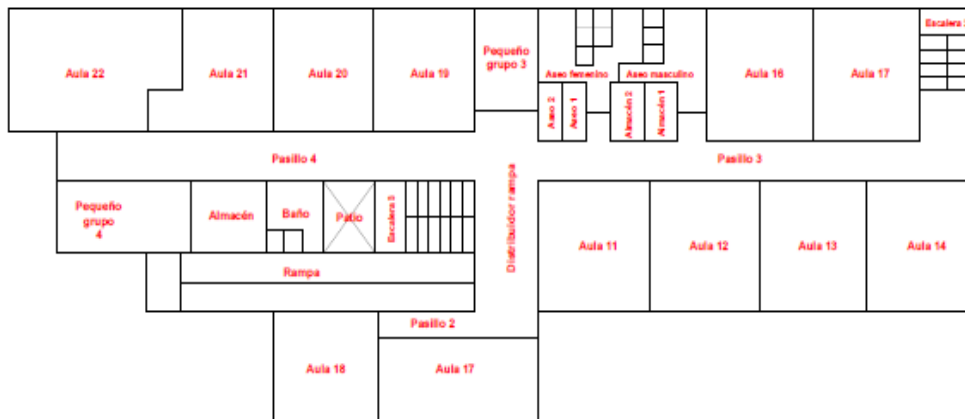 Aula 22
Aula 21
Aula 20
Aula 19
Pequeño
grupo 3
Aseo femenino
Aseo masculino
Aseo 2
Aseo 1
Almacén 2
Almacén 1
Aula 16
Aula 17
Escalera
Pasillo 4
Pasillo 3
Pequeño
grupo
4
Almacén
Baño
Patio
Escalera
Distribuidor rampa
Aula 11
Aula 12
Aula 13
Aula 14
Rampa
Pasillo 2
Aula 18
Aula 17